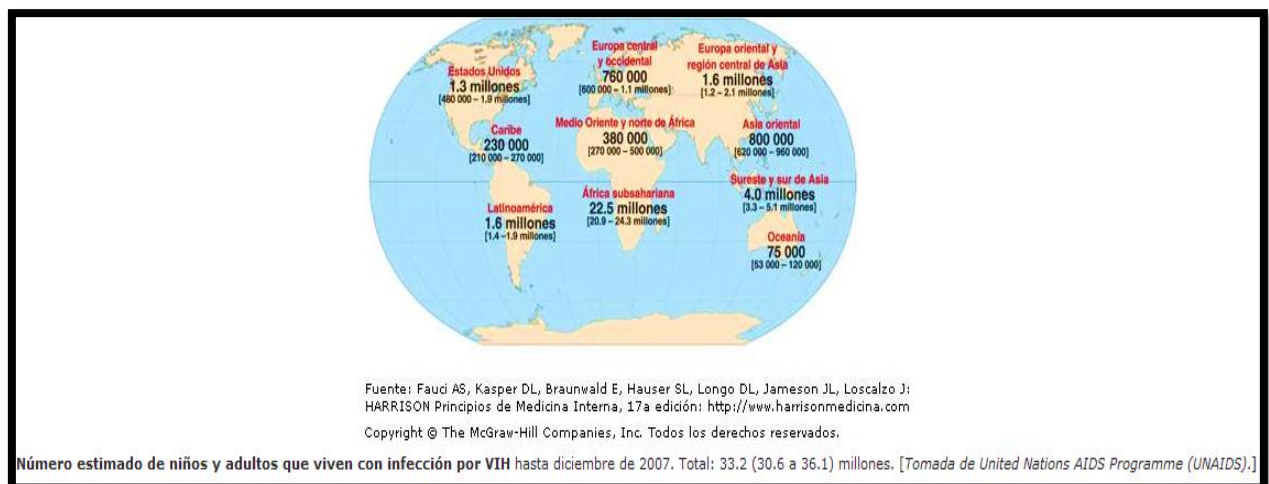 Europa central
y occidental
760 000
[600 000 – 1.1 millones]
Europa oriental y
región central de Asia
1.6 millones
[1.2 – 2.1 millones]
Estados Unidos
1.3 millones
[480 000 – 1.9 millones]
Caribe
230 000
[210 000 – 270 000]
Medio Oriente y norte de África
380 000
[270 000 – 500 000]
Asia oriental
800 000
[620 000 – 960 000]
Latinoamérica
1.6 millones
[1.4 –1.9 millones]
África subsahariana
22.5 millones
[20.9 – 24.3 millones]
Sureste y sur de Asia
4.0 millones
[3.3 – 5.1 millones]
Oceanía
75 000
[53 000 – 120 000]
Fuente: Fauci AS, Kasper DL, Braunwald E, Hauser SL, Longo DL, Jameson JL, Loscalzo J:
HARRISON Principios de Medicina Interna, 17a edición: http://www.harrisonmedicina.com
Copyright © The McGraw-Hill Companies, Inc. Todos los derechos reservados.
Número estimado de niños y adultos que viven con infección por VIH hasta diciembre de 2007. Total: 33.2 (30.6 a 36.1) millones. [Tomada de United Nations AIDS Programme (UNAIDS).]